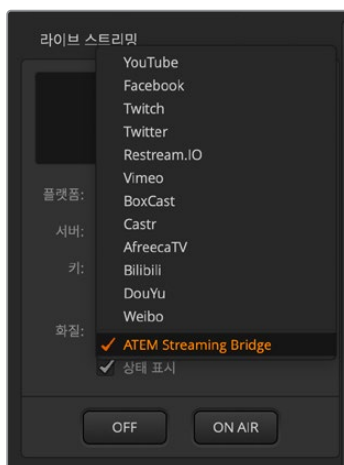 라이브 스트리밍
YouTube
Facebook
Twitch
Twitter
Restream.IO
Vimeo
플랫폼:
BoxCast
서버:
Castr
AfreecaTV
키:
Bilibili
DouYu
Weibo
화질:
✓ ATEM Streaming Bridge
✓ 상태 표시
OFF ON AIR